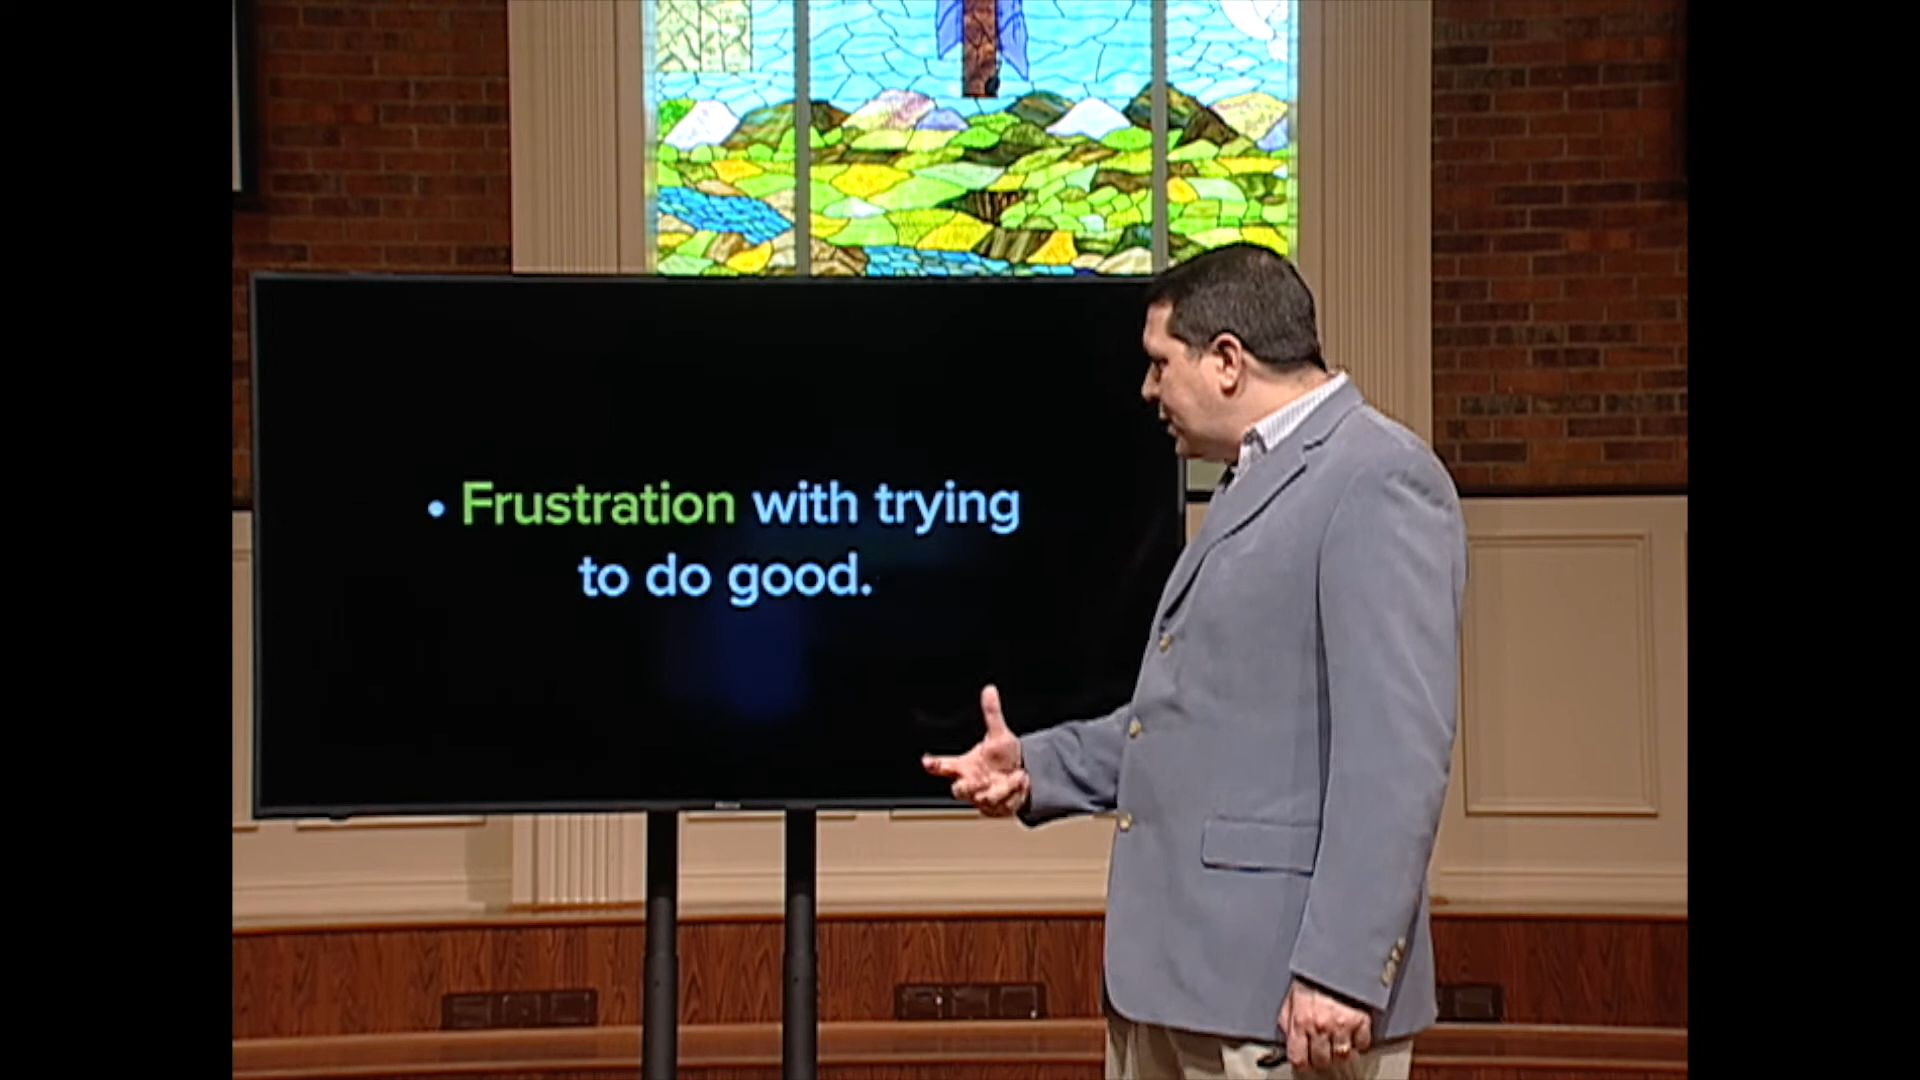 • Frustration with trying
to do good.